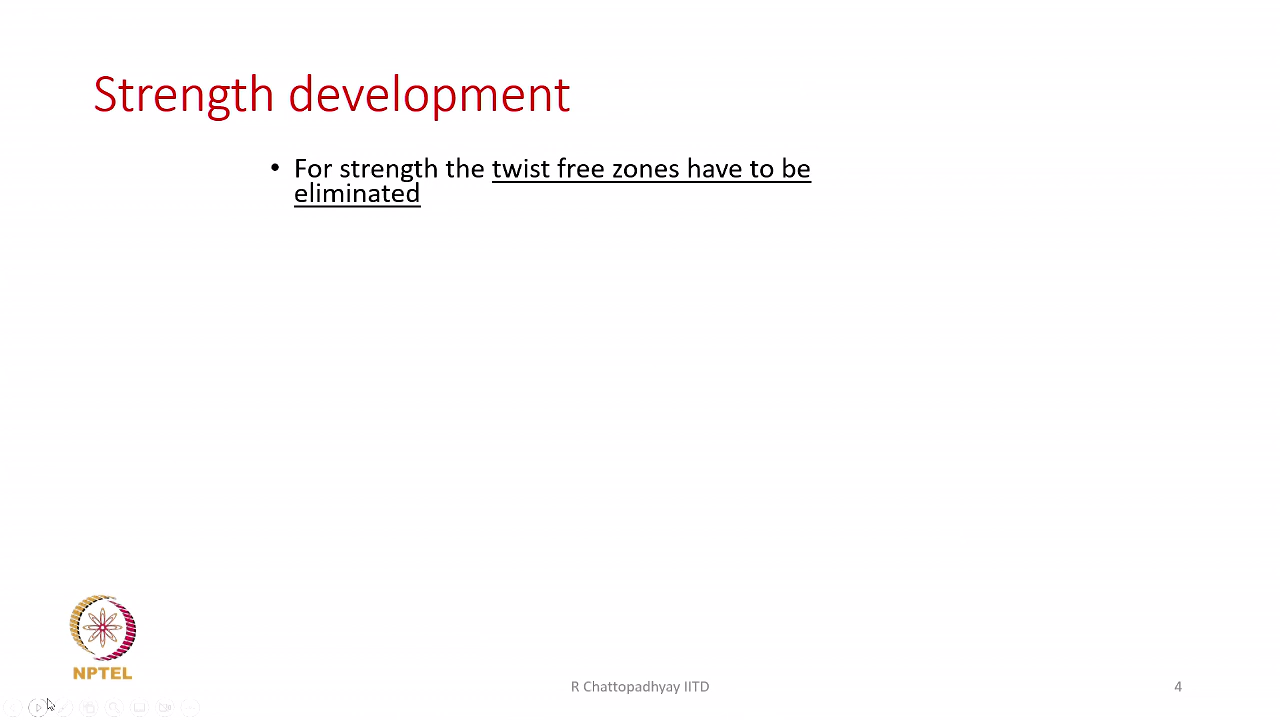 Strength development
• For strength the twist free zones have to be
eliminated
NPTEL
R Chattopadhyay IITD
4